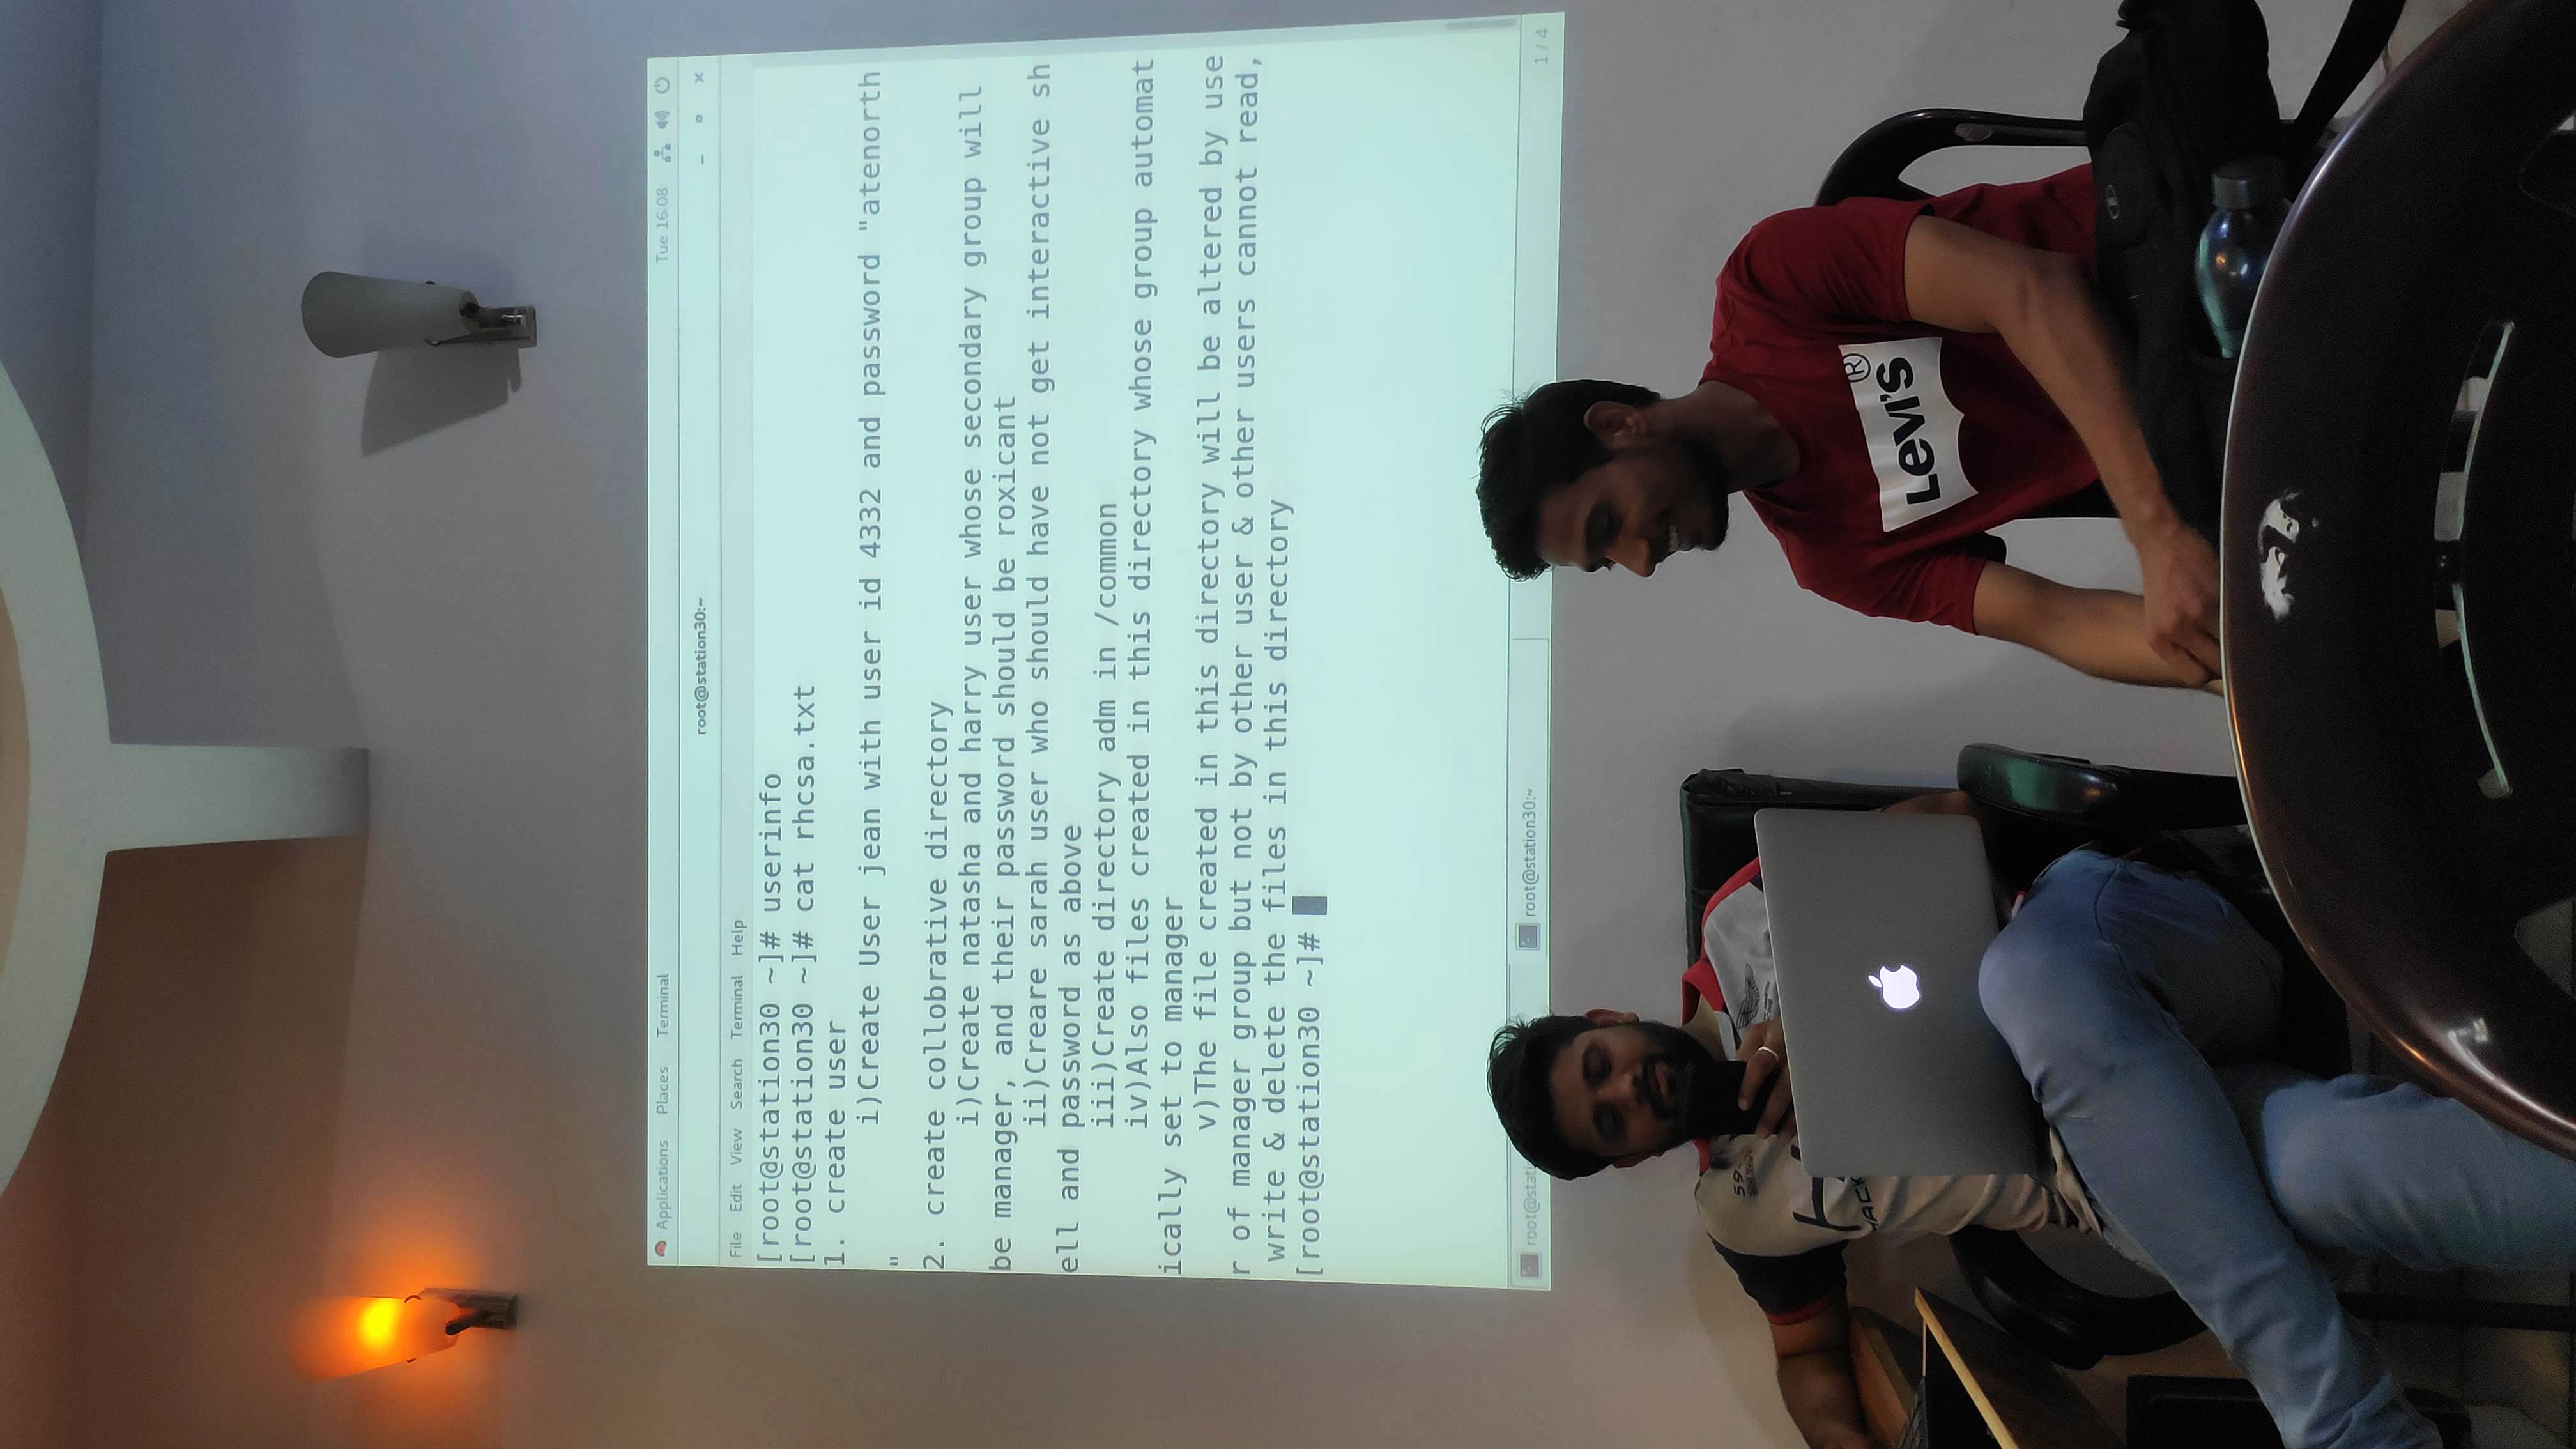 Applications Places Terminal Tue 16:08
root@station30:~
File Edit View Search Terminal Help
[root@station30 ~]# userinfo
[root@station30 ~]# cat rhcsa.txt
1. create user
i)Create User jean with user id 4332 and password "atenorth
"
2. create collobrative directory
i)Create natasha and harry user whose secondary group will
be manager, and their password should be roxicant
ii)Creare sarah user who should have not get interactive sh
ell and password as above
iii)Create directory adm in /common
iv)Also files created in this directory whose group automat
ically set to manager
v)The file created in this directory will be altered by use
r of manager group but not by other user & other users cannot read,
write & delete the files in this directory
[root@station30 ~]#
root@stati root@station30:~ 1 / 4
59
HACK
LEVI'S ®